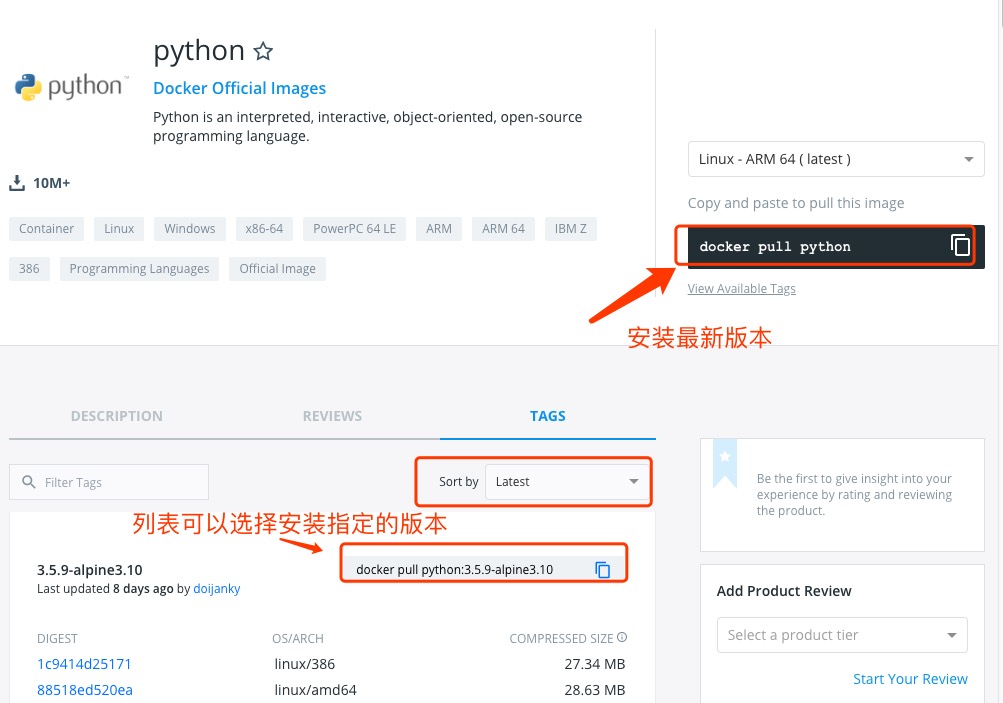 python
python™
Docker Official Images
Python is an interpreted, interactive, object-oriented, open-source
programming language.
10M+
Container Linux Windows x86-64 PowerPC 64 LE ARM ARM 64 IBM Z
386 Programming Languages Official Image
Linux - ARM 64 ( latest )
Copy and paste to pull this image
docker pull python
View Available Tags
安装最新版本
DESCRIPTION REVIEWS TAGS
Filter Tags
Sort by Latest
列表可以选择安装指定的版本
3.5.9-alpine3.10
docker pull python:3.5.9-alpine3.10
Last updated 8 days ago by doijanky
DIGEST OS/ARCH COMPRESSED SIZE
1c9414d25171 linux/386 27.34 MB
88518ed520ea linux/amd64 28.63 MB
Be the first to give insight into your
experience by rating and reviewing
the product.
Add Product Review
Select a product tier
Start Your Review